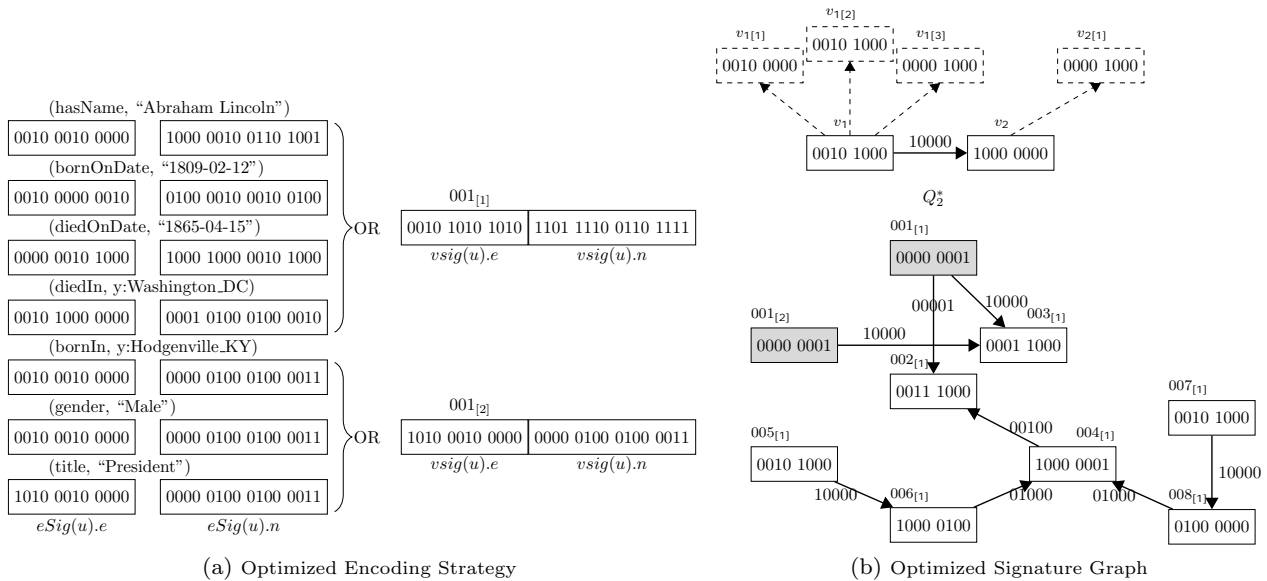 (hasName, “Abraham Lincoln”)
0010 0010 0000 1000 0010 0110 1001
(bornOnDate, “1809-02-12”)
0010 0000 0010 0100 0010 0010 0100
(diedOnDate, “1865-04-15”)
0000 0010 1000 1000 1000 0010 1000
(diedIn, y:Washington_DC)
0010 1000 0000 0001 0100 0100 0010
OR
001[1]
0010 1010 1010 1101 1110 0110 1111
vsig(u).e vsig(u).n
(bornIn, y:Hodgenville_KY)
0010 0010 0000 0000 0100 0100 0011
(gender, “Male”)
0010 0010 0000 0000 0100 0100 0011
(title, “President”)
1010 0010 0000 0000 0100 0100 0011
eSig(u).e eSig(u).n
OR
001[2]
1010 0010 0000 0000 0100 0100 0011
vsig(u).e vsig(u).n
(a) Optimized Encoding Strategy
v1[1]
0010 0000
v1[2]
0010 1000
v1[3]
0000 1000
v2[1]
0000 1000
v1
0010 1000
10000
v2
1000 0000
Q2*
001[1]
0000 0001
00001
10000
001[2]
0000 0001
10000
003[1]
0001 1000
002[1]
0011 1000
00100
007[1]
0010 1000
10000
005[1]
0010 1000
10000
004[1]
1000 0001
006[1]
1000 0100
01000
01000
008[1]
0100 0000
(b) Optimized Signature Graph